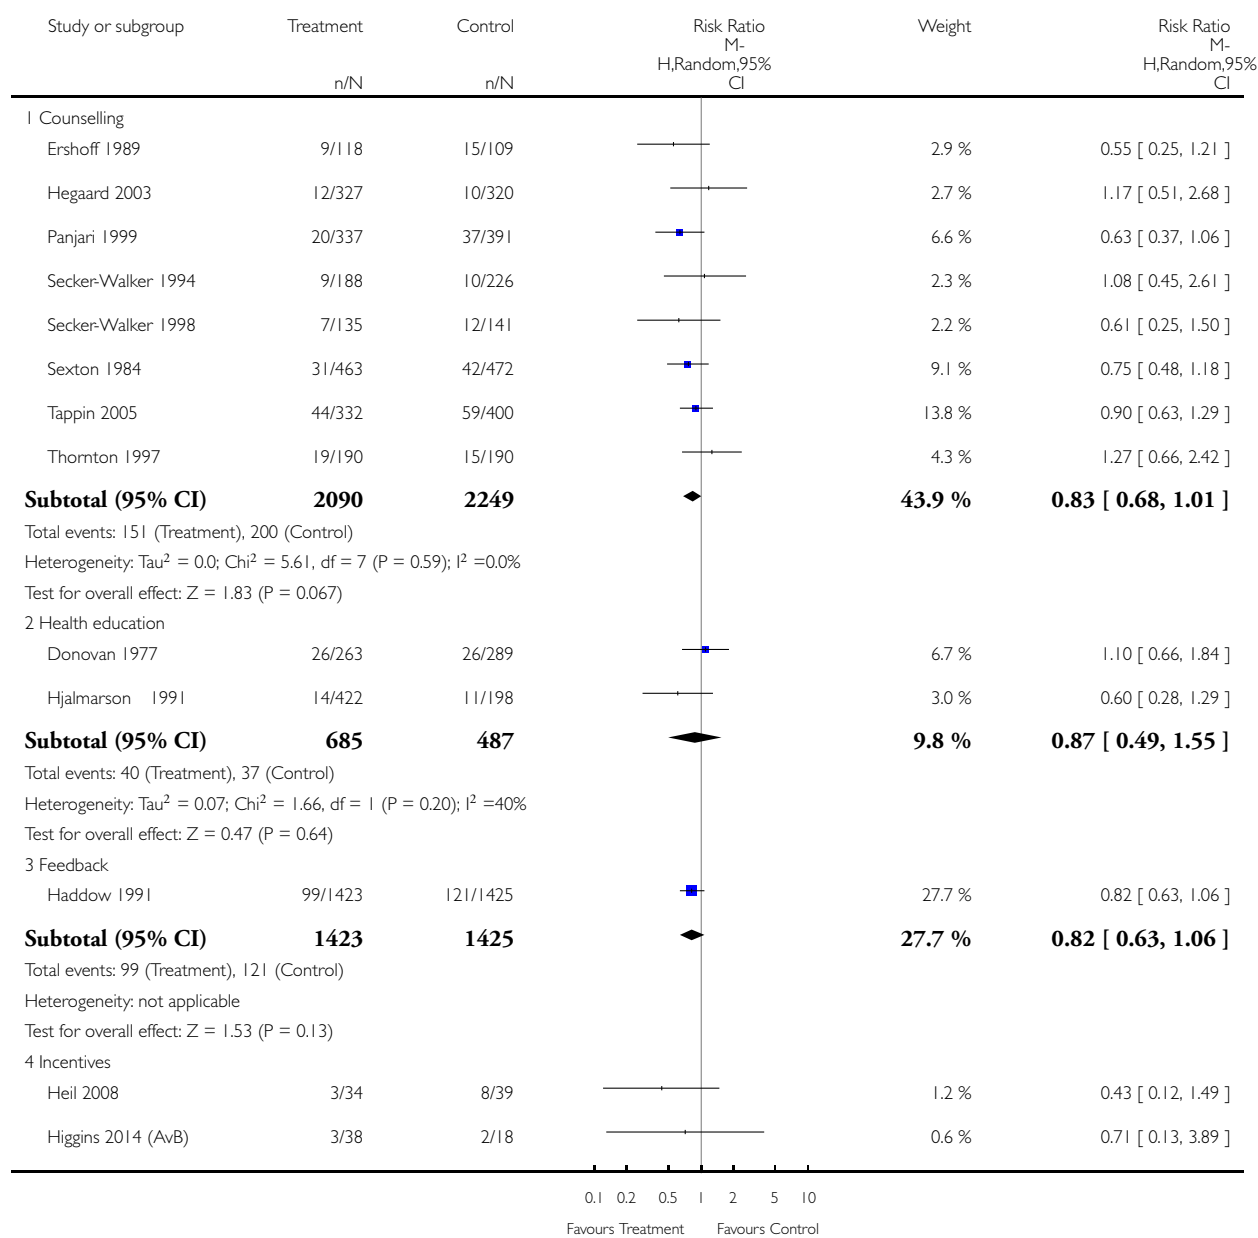 Study or subgroup Treatment Control Risk Ratio Weight Risk Ratio
M- M-
H,Random,95% H,Random,95%
n/N n/N CI CI
1 Counselling
Ershoff 1989 9/118 15/109 2.9 % 0.55 [ 0.25, 1.21 ]
Hegaard 2003 12/327 10/320 2.7 % 1.17 [ 0.51, 2.68 ]
Panjari 1999 20/337 37/391 6.6 % 0.63 [ 0.37, 1.06 ]
Secker-Walker 1994 9/188 10/226 2.3 % 1.08 [ 0.45, 2.61 ]
Secker-Walker 1998 7/135 12/141 2.2 % 0.61 [ 0.25, 1.50 ]
Sexton 1984 31/463 42/472 9.1 % 0.75 [ 0.48, 1.18 ]
Tappin 2005 44/332 59/400 13.8 % 0.90 [ 0.63, 1.29 ]
Thornton 1997 19/190 15/190 4.3 % 1.27 [ 0.66, 2.42 ]
Subtotal (95% CI) 2090 2249 43.9 % 0.83 [ 0.68, 1.01 ]
Total events: 151 (Treatment), 200 (Control)
Heterogeneity: Tau² = 0.0; Chi² = 5.61, df = 7 (P = 0.59); I² =0.0%
Test for overall effect: Z = 1.83 (P = 0.067)
2 Health education
Donovan 1977 26/263 26/289 6.7 % 1.10 [ 0.66, 1.84 ]
Hjalmarson 1991 14/422 11/198 3.0 % 0.60 [ 0.28, 1.29 ]
Subtotal (95% CI) 685 487 9.8 % 0.87 [ 0.49, 1.55 ]
Total events: 40 (Treatment), 37 (Control)
Heterogeneity: Tau² = 0.07; Chi² = 1.66, df = 1 (P = 0.20); I² =40%
Test for overall effect: Z = 0.47 (P = 0.64)
3 Feedback
Haddow 1991 99/1423 121/1425 27.7 % 0.82 [ 0.63, 1.06 ]
Subtotal (95% CI) 1423 1425 27.7 % 0.82 [ 0.63, 1.06 ]
Total events: 99 (Treatment), 121 (Control)
Heterogeneity: not applicable
Test for overall effect: Z = 1.53 (P = 0.13)
4 Incentives
Heil 2008 3/34 8/39 1.2 % 0.43 [ 0.12, 1.49 ]
Higgins 2014 (AvB) 3/38 2/18 0.6 % 0.71 [ 0.13, 3.89 ]
0.1 0.2 0.5 1 2 5 10
Favours Treatment Favours Control